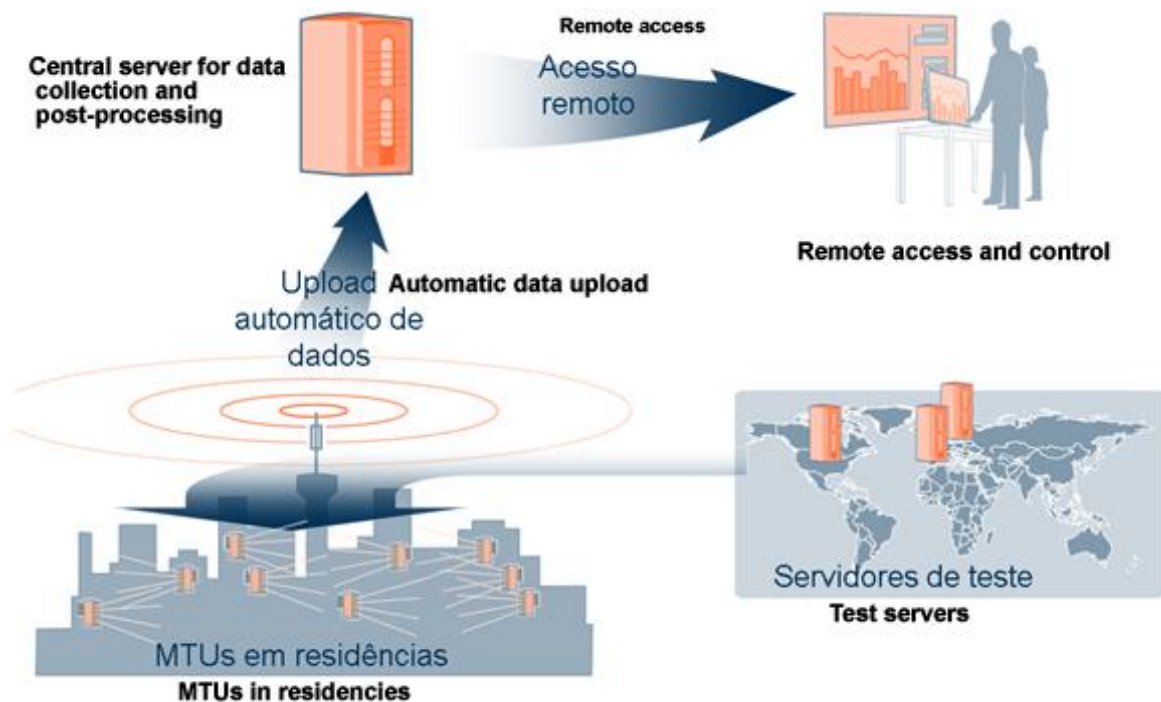 Remote access
Acesso
remoto
Central server for data
collection and
post-processing
Remote access and control
Upload
Automatic data upload
automático de
dados
Servidores de teste
Test servers
MTUs em residências
MTUs in residencies